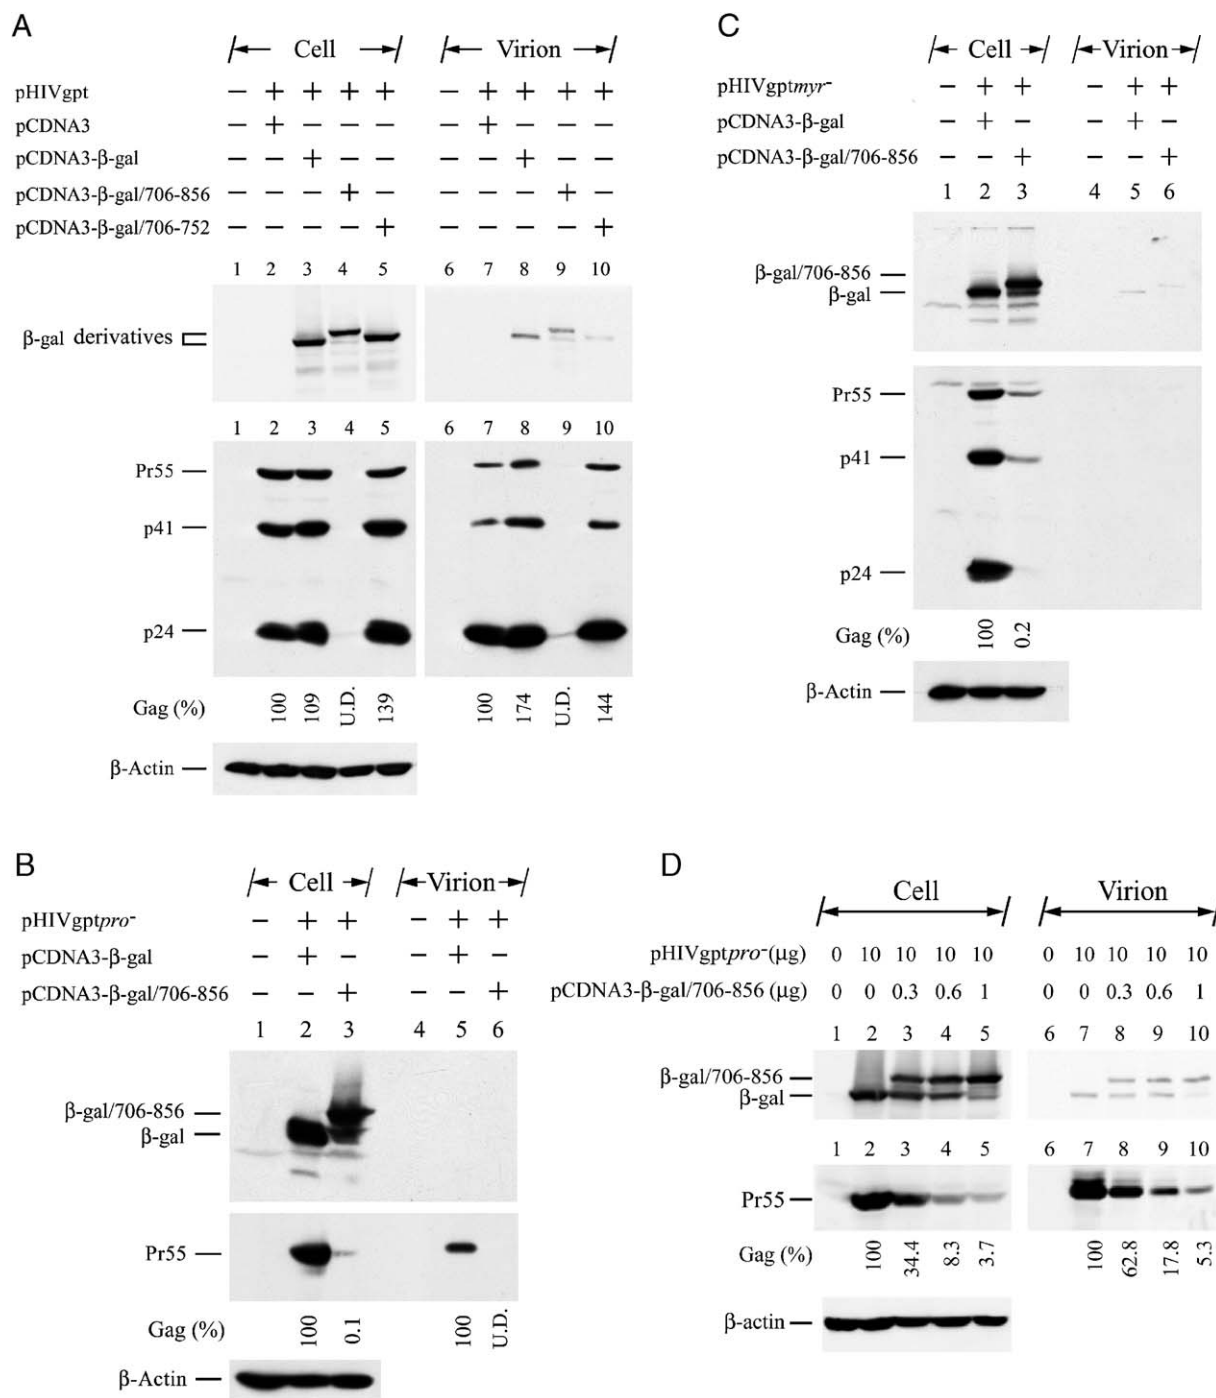 A
Cell Virion
pHIVgpt – + + + + – + + + +
pCDNA3 – + – – – – + – – –
pCDNA3-β-gal – – + – – – – + – –
pCDNA3-β-gal/706-856 – – – + – – – – + –
pCDNA3-β-gal/706-752 – – – – + – – – – +
1 2 3 4 5 6 7 8 9 10
β-gal derivatives
1 2 3 4 5 6 7 8 9 10
Pr55
p41
p24
Gag (%) 100 109 U.D. 139 100 174 U.D. 144
β-Actin
B
Cell Virion
pHIVgptpro⁻ – + + – + +
pCDNA3-β-gal – + – – + –
pCDNA3-β-gal/706-856 – – + – – +
1 2 3 4 5 6
β-gal/706-856
β-gal
Pr55
Gag (%) 100 0.1 100 U.D.
β-Actin
C
Cell Virion
pHIVgptmyr⁻ – + + – + +
pCDNA3-β-gal – + – – + –
pCDNA3-β-gal/706-856 – – + – – +
1 2 3 4 5 6
β-gal/706-856
β-gal
Pr55
p41
p24
Gag (%) 100 0.2
β-Actin
D
Cell Virion
pHIVgptpro⁻(µg) 0 10 10 10 10 0 10 10 10 10
pCDNA3-β-gal/706-856 (µg) 0 0 0.3 0.6 1 0 0 0.3 0.6 1
1 2 3 4 5 6 7 8 9 10
β-gal/706-856
β-gal
1 2 3 4 5 6 7 8 9 10
Pr55
Gag (%) 100 34.4 8.3 3.7 100 62.8 17.8 5.3
β-actin